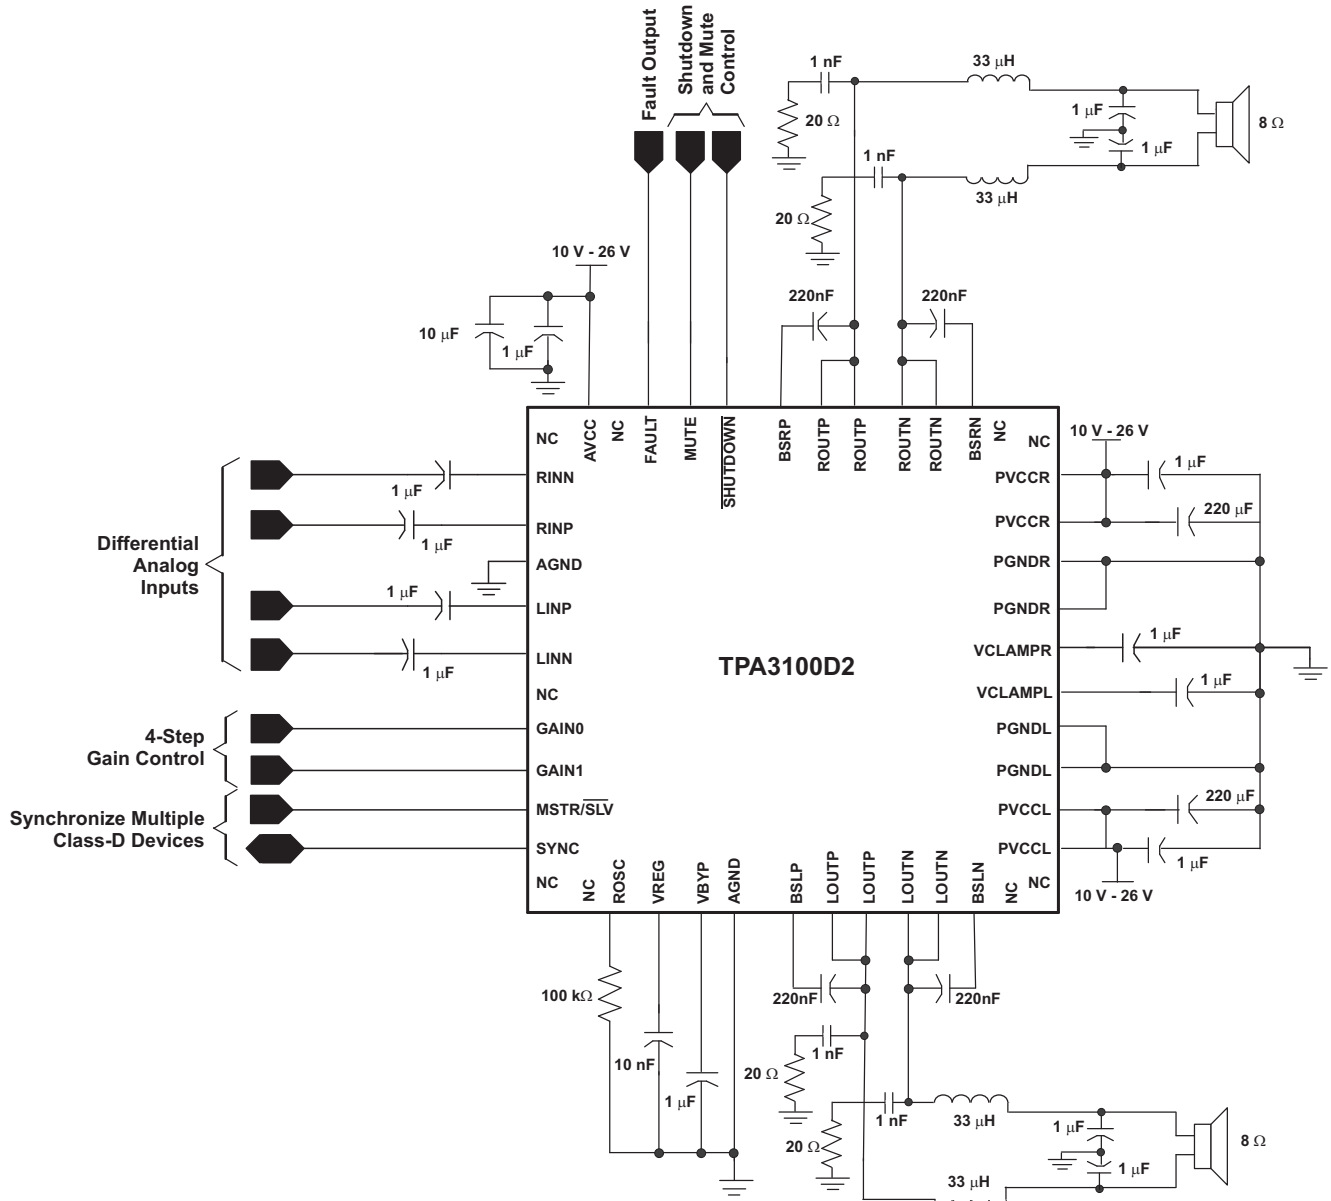 Fault Output
Shutdown
and Mute
Control
1 nF
33 μH
20 Ω
1 μF
1 μF
8 Ω
1 nF
33 μH
20 Ω
10 V - 26 V
220nF
220nF
10 μF
1 μF
NC
AVCC
NC
FAULT
MUTE
SHUTDOWN
BSRP
ROUTP
ROUTP
ROUTN
ROUTN
BSRN
NC
NC
10 V - 26 V
Differential
Analog
Inputs
1 μF
RINN
1 μF
RINP
AGND
1 μF
LINP
1 μF
LINN
NC
4-Step
Gain Control
GAIN0
GAIN1
Synchronize Multiple
Class-D Devices
MSTR/SLV
SYNC
NC
TPA3100D2
PVCCR
1 μF
PVCCR
220 μF
PGNDR
PGNDR
VCLAMPR
1 μF
VCLAMPL
1 μF
PGNDL
PGNDL
PVCCL
220 μF
PVCCL
1 μF
NC
10 V - 26 V
NC
ROSC
VREG
VBYP
AGND
BSLP
LOUTP
LOUTP
LOUTN
LOUTN
BSLN
NC
100 kΩ
10 nF
1 μF
220nF
220nF
1 nF
20 Ω
1 nF
33 μH
20 Ω
1 μF
1 μF
8 Ω
33 μH